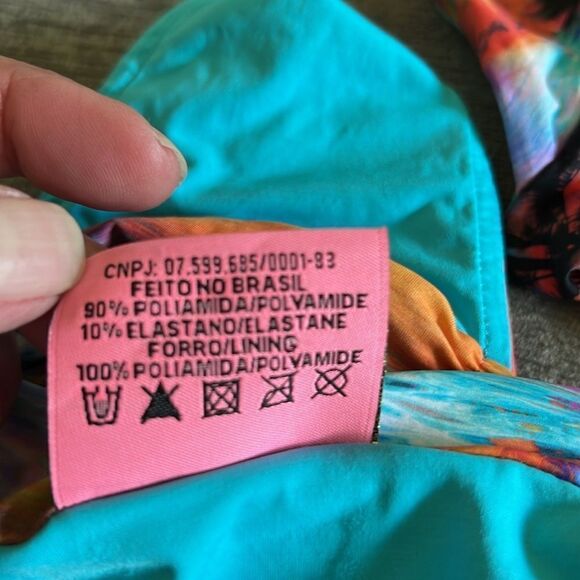 CNPJ: 07.599.685/0001-83
FEITO NO BRASIL
90% POLIAMIDA/POLYAMIDE
10% ELASTANO/ELASTANE
FORRO/LINING
100% POLIAMIDA/POLYAMIDE